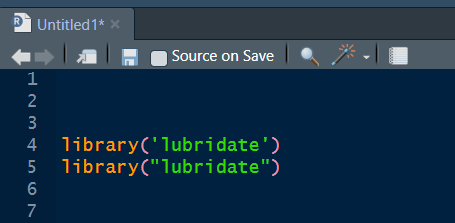 Untitled1*
Source on Save
1
2
3
4 library('lubridate')
5 library("lubridate")
6
7